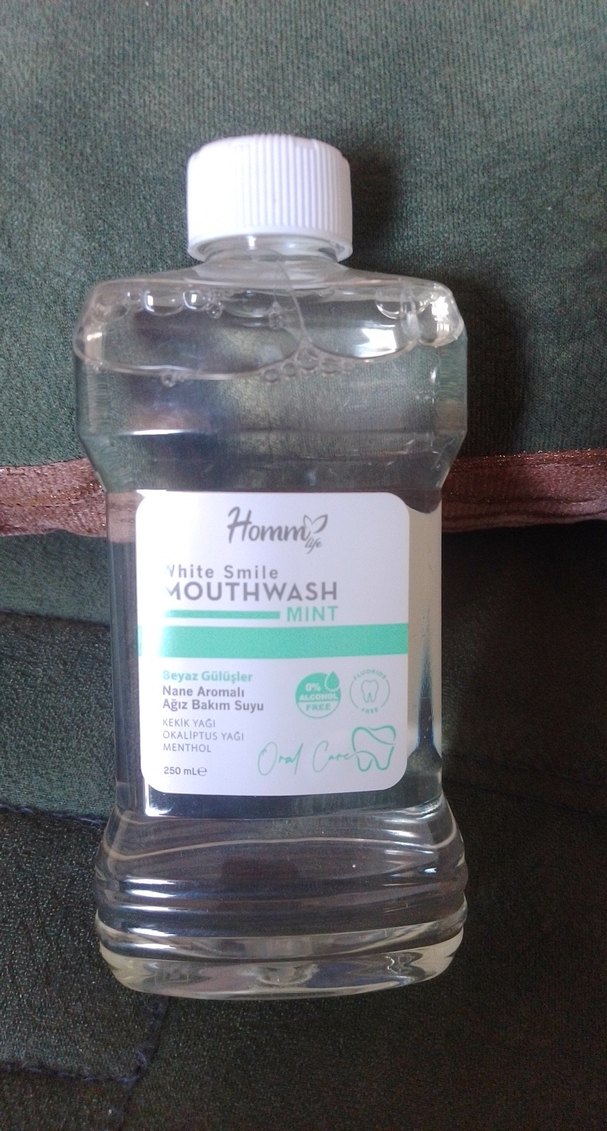 Homm
life
White Smile
MOUTHWASH
MINT
Beyaz Gülüşler
Nane Aromalı
Ağız Bakım Suyu
KEKİK YAĞI
OKALİPTUS YAĞI
MENTHOL
250 mL℮
0%
ALCOHOL
FREE
FLUORIDE
FREE
Oral Care